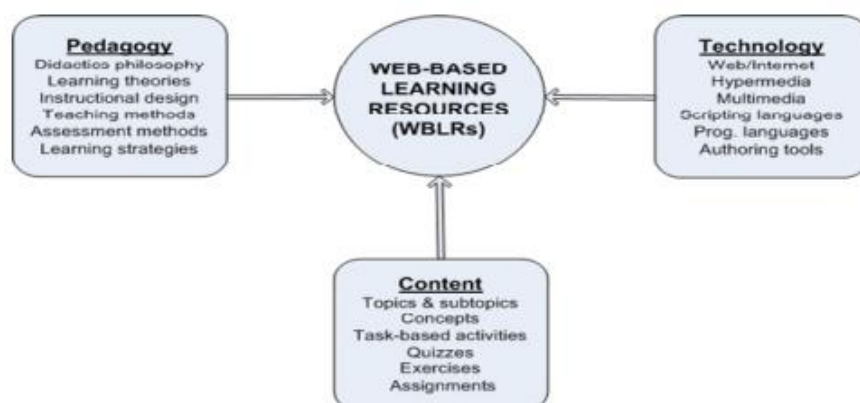 Pedagogy
Didactics philosophy
Learning theories
Instructional design
Teaching methods
Assessment methods
Learning strategies
WEB-BASED
LEARNING
RESOURCES
(WBLRs)
Technology
Web/Internet
Hypermedia
Multimedia
Scripting languages
Prog. languages
Authoring tools
Content
Topics & subtopics
Concepts
Task-based activities
Quizzes
Exercises
Assignments